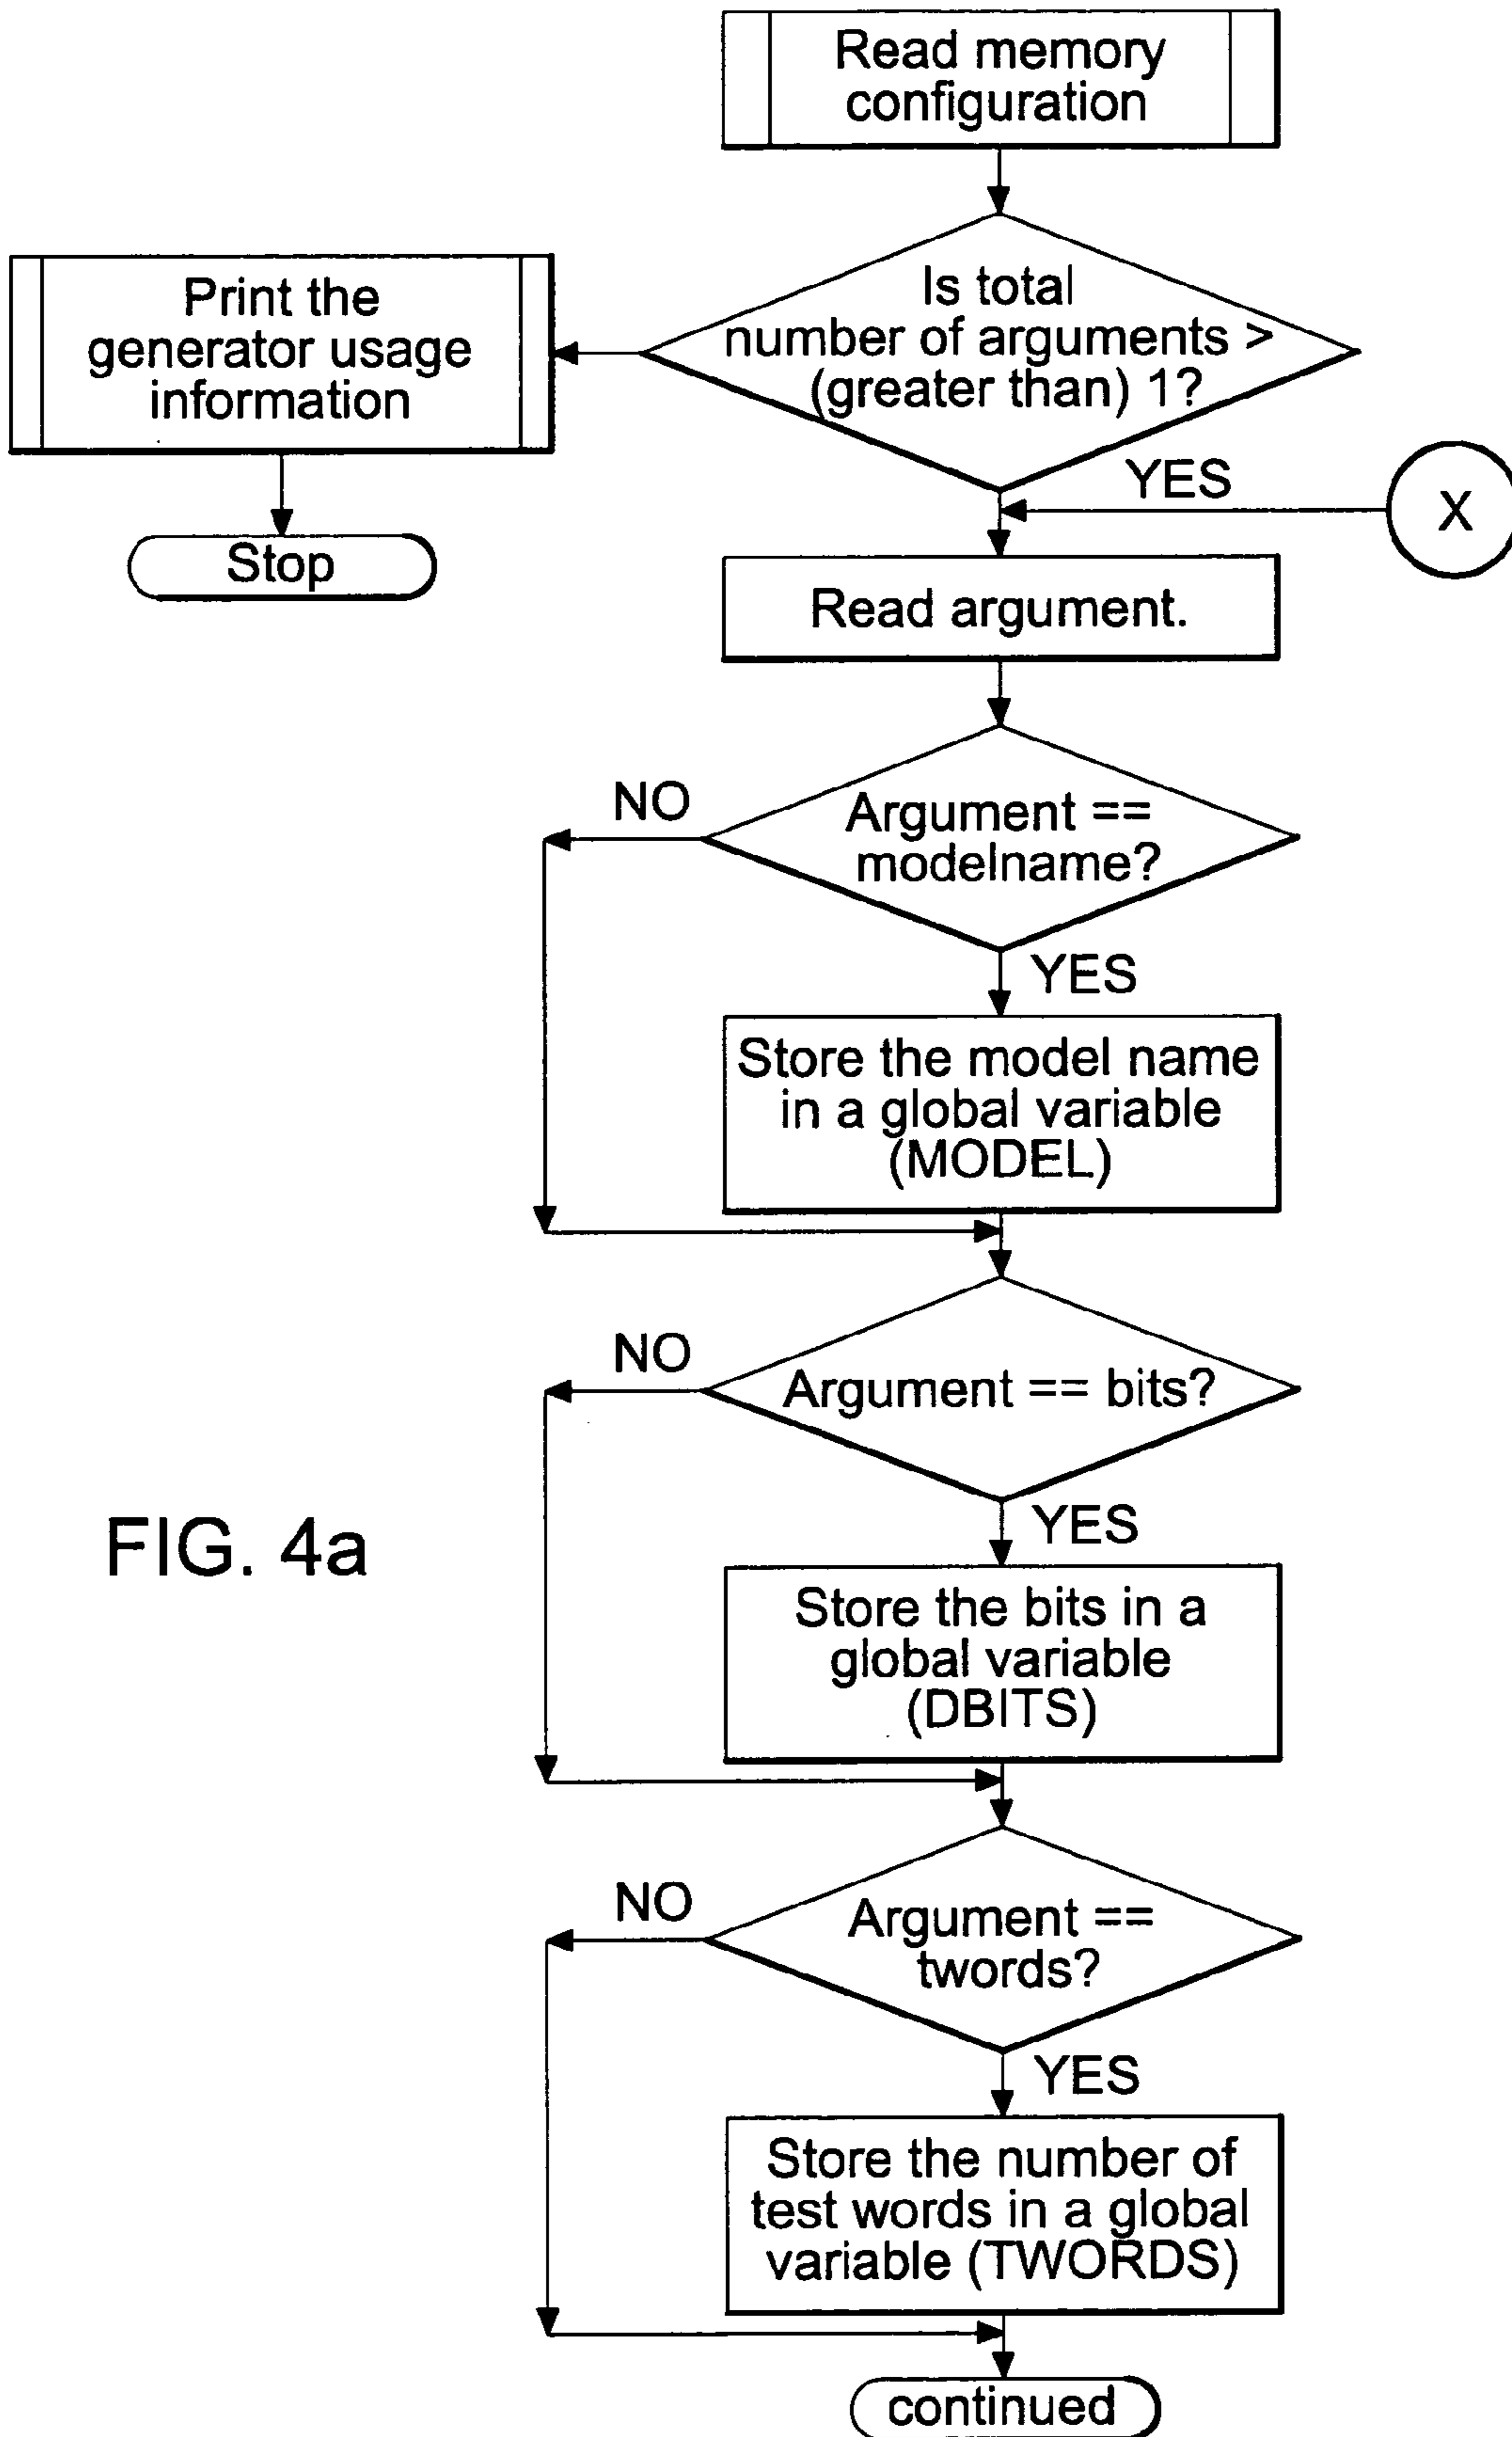 Read memory
configuration
Is total
number of arguments >
(greater than) 1?
Print the
generator usage
information
Stop
YES
X
Read argument.
NO
Argument ==
modelname?
YES
Store the model name
in a global variable
(MODEL)
NO
Argument == bits?
YES
FIG. 4a
Store the bits in a
global variable
(DBITS)
NO
Argument ==
twords?
YES
Store the number of
test words in a global
variable (TWORDS)
continued